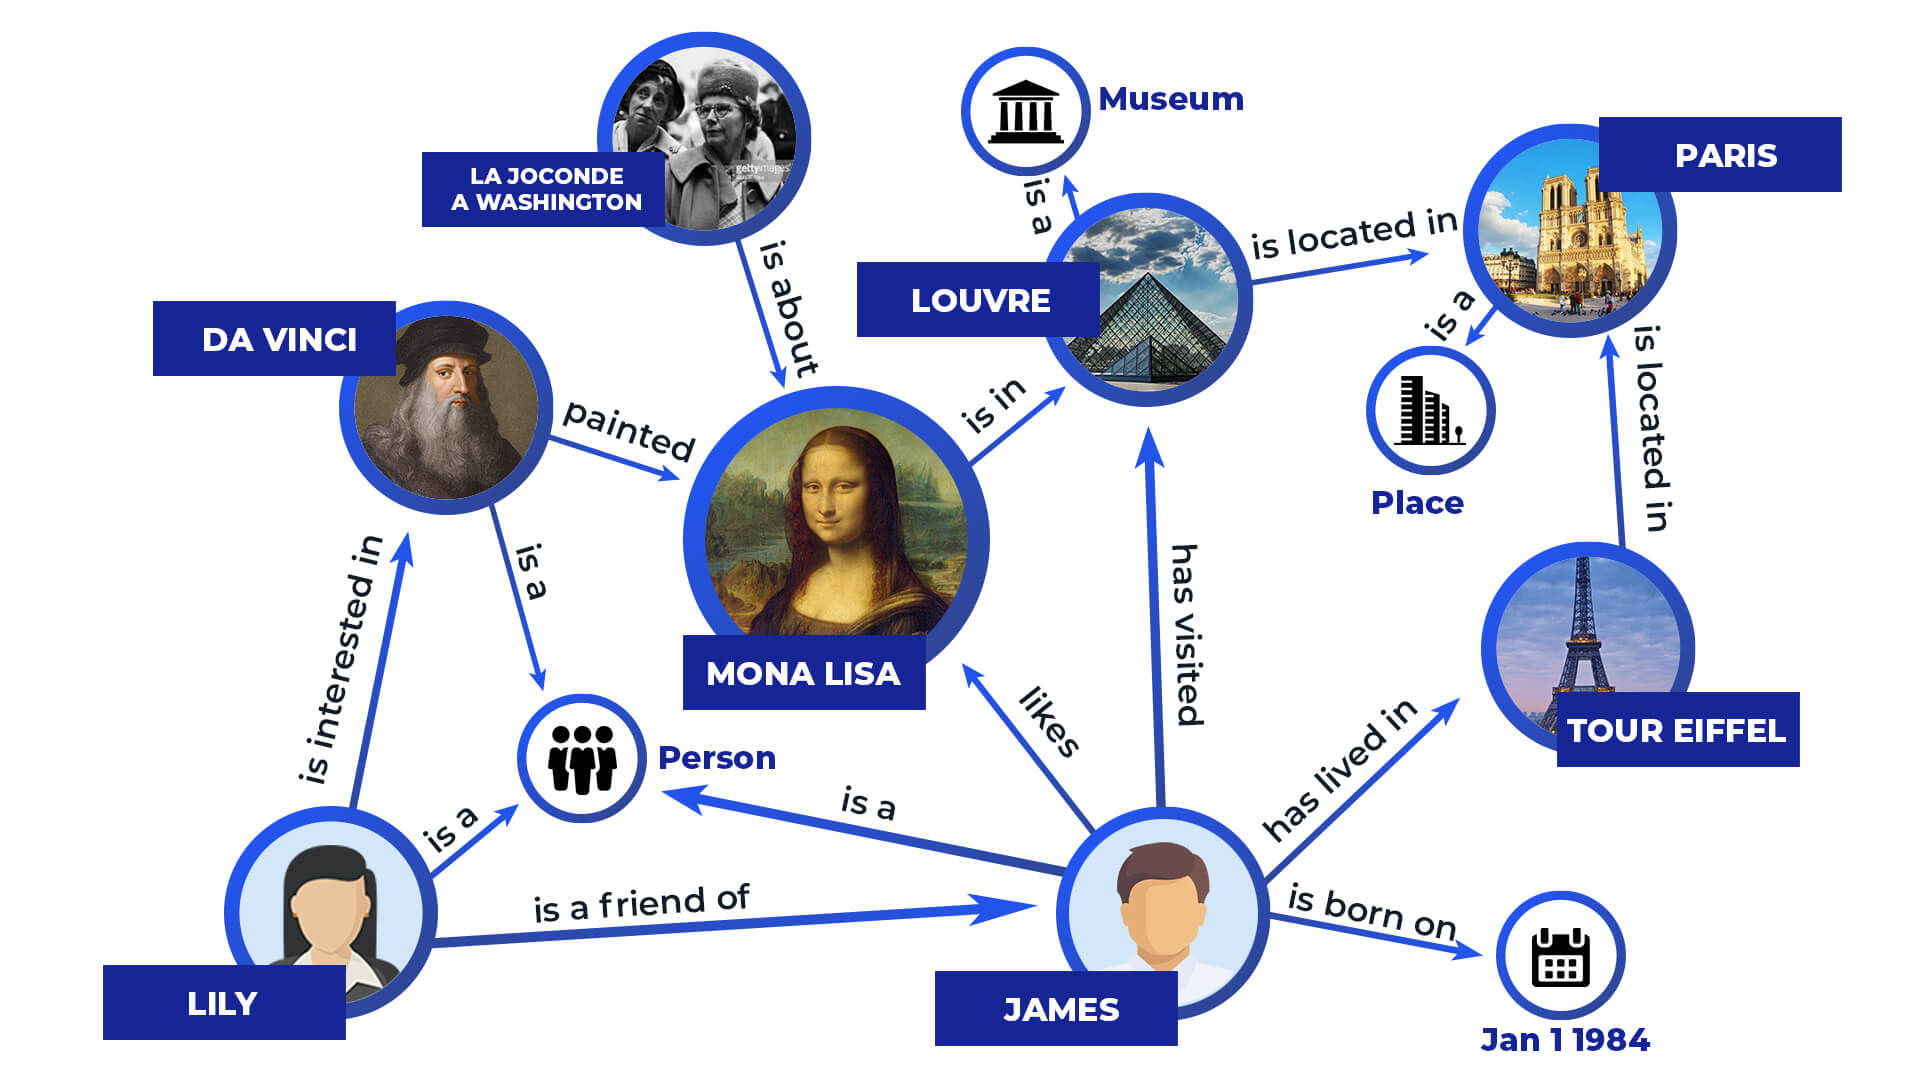 Museum
PARIS
LA JOCONDE
A WASHINGTON
gettyimages
is a
is located in
is about
LOUVRE
DA VINCI
is a
is located in
painted
is in
Place
is interested in
is a
has visited
MONA LISA
likes
has lived in
TOUR EIFFEL
Person
is a
is a
is a friend of
is born on
LILY
JAMES
Jan 1 1984